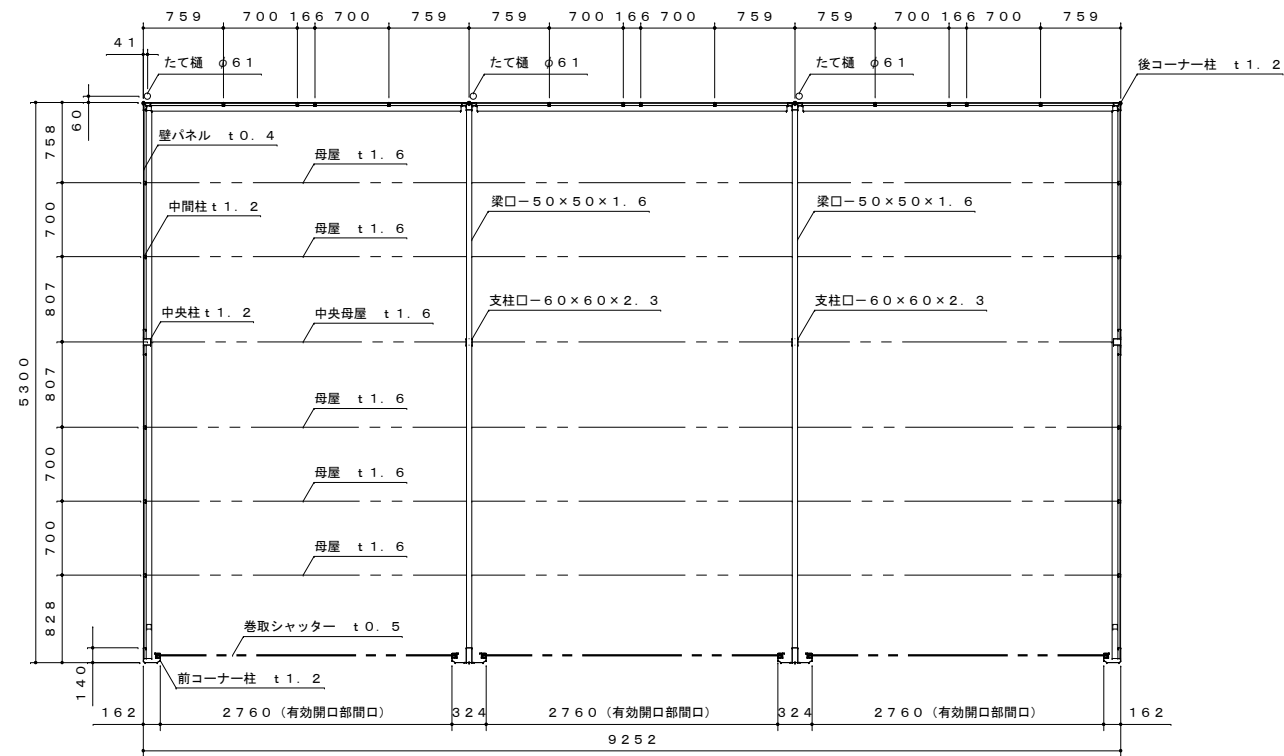 ７５９ ７００ １６６ ７００ ７５９ ７５９ ７００ １６６ ７００ ７５９ ７５９ ７００ １６６ ７００ ７５９
４１
たて樋 φ６１ たて樋 φ６１ たて樋 φ６１ 後コーナー柱 ｔ１．２
６０
７５８
壁パネル ｔ０．４
母屋 ｔ１．６
７００
中間柱ｔ１．２ 梁口－５０×５０×１．６ 梁口－５０×５０×１．６
母屋 ｔ１．６
８０７
中央柱ｔ１．２ 中央母屋 ｔ１．６ 支柱口－６０×６０×２．３ 支柱口－６０×６０×２．３
５３００
８０７
母屋 ｔ１．６
７００
母屋 ｔ１．６
７００
母屋 ｔ１．６
８２８
巻取シャッター ｔ０．５
１４０
前コーナー柱 ｔ１．２
１６２ ２７６０（有効開口部間口） ３２４ ２７６０（有効開口部間口） ３２４ ２７６０（有効開口部間口） １６２
９２５２